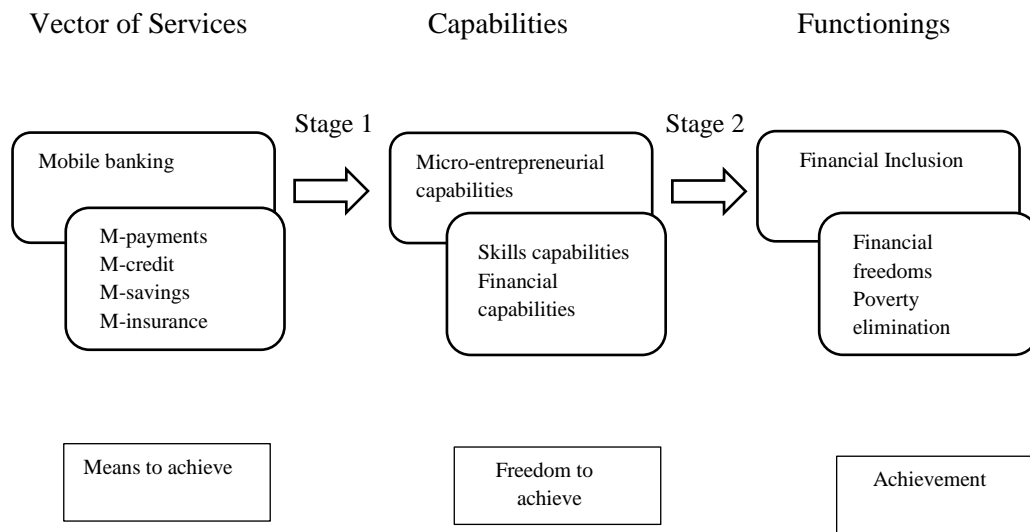 Vector of Services
Capabilities
Functionings
Stage 1
Stage 2
Mobile banking
M-payments
M-credit
M-savings
M-insurance
Micro-entrepreneurial
capabilities
Skills capabilities
Financial
capabilities
Financial Inclusion
Financial
freedoms
Poverty
elimination
Means to achieve
Freedom to
achieve
Achievement